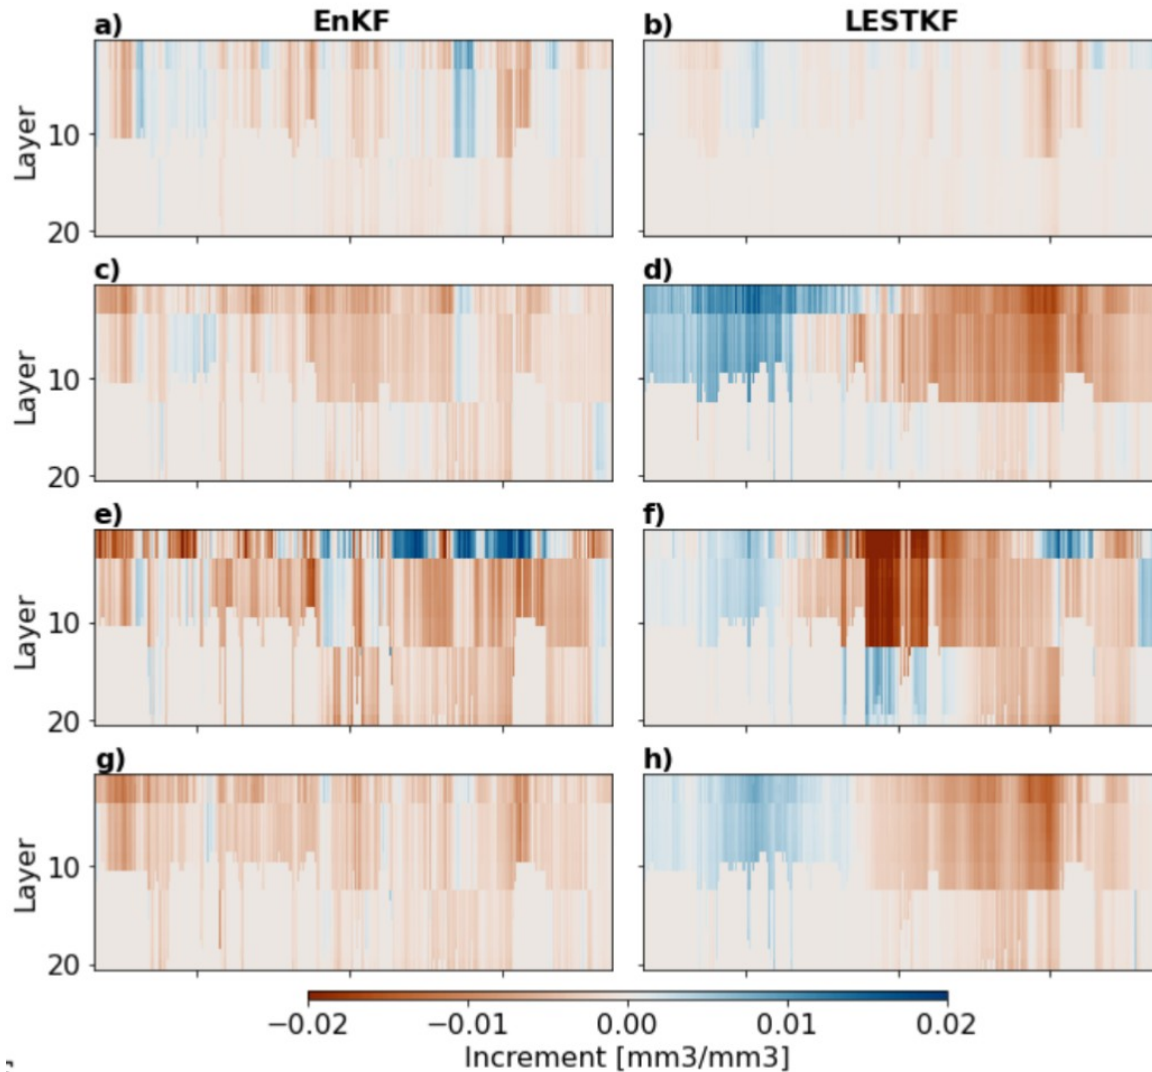 EnKF LESTKF
a) b)
Layer
10
20
c) d)
Layer
10
20
e) f)
Layer
10
20
g) h)
Layer
10
20
−0.02 −0.01 0.00 0.01 0.02
Increment [mm3/mm3]